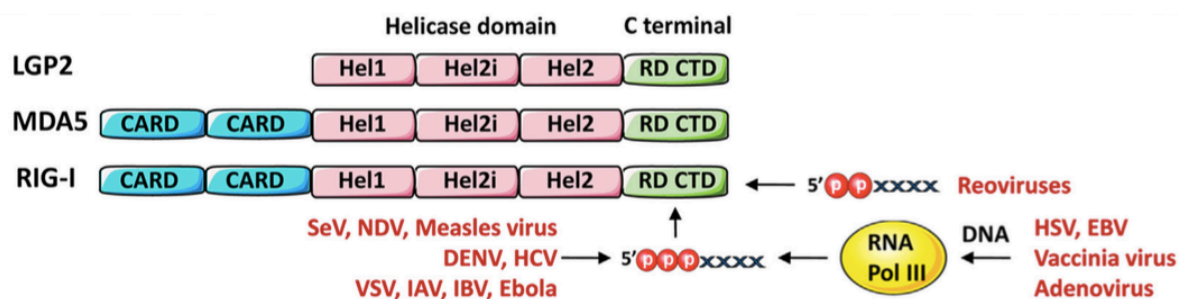 Helicase domain C terminal
LGP2 Hel1 Hel2i Hel2 RD CTD
MDA5 CARD CARD Hel1 Hel2i Hel2 RD CTD
RIG-I CARD CARD Hel1 Hel2i Hel2 RD CTD
5’ppxxxx Reoviruses
SeV, NDV, Measles virus
DENV, HCV
VSV, IAV, IBV, Ebola
5’pppxxxx
RNA
Pol III
DNA
HSV, EBV
Vaccinia virus
Adenovirus